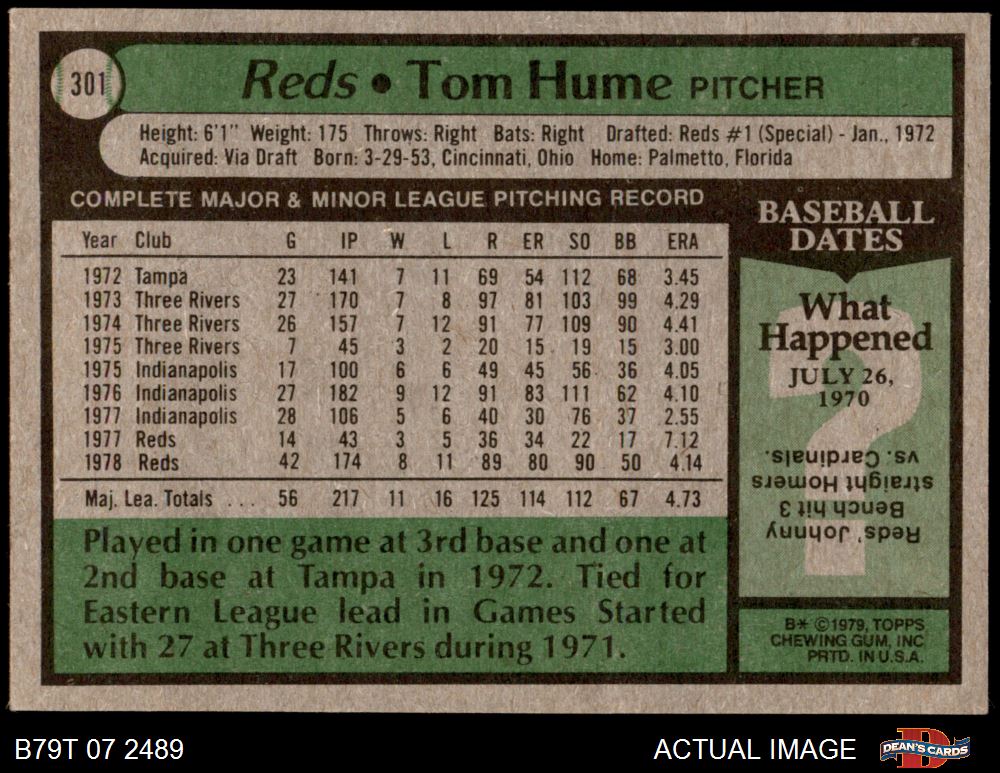 301
Reds • Tom Hume PITCHER
Height: 6'1" Weight: 175 Throws: Right Bats: Right Drafted: Reds #1 (Special) - Jan., 1972
Acquired: Via Draft Born: 3-29-53, Cincinnati, Ohio Home: Palmetto, Florida
COMPLETE MAJOR & MINOR LEAGUE PITCHING RECORD
Year Club G IP W L R ER SO BB ERA
1972 Tampa 23 141 7 11 69 54 112 68 3.45
1973 Three Rivers 27 170 7 8 97 81 103 99 4.29
1974 Three Rivers 26 157 7 12 91 77 109 90 4.41
1975 Three Rivers 7 45 3 2 20 15 19 15 3.00
1975 Indianapolis 17 100 6 6 49 45 56 36 4.05
1976 Indianapolis 27 182 9 12 91 83 111 62 4.10
1977 Indianapolis 28 106 5 6 40 30 76 37 2.55
1977 Reds 14 43 3 5 36 34 22 17 7.12
1978 Reds 42 174 8 11 89 80 90 50 4.14
Maj. Lea. Totals . . . 56 217 11 16 125 114 112 67 4.73
Played in one game at 3rd base and one at
2nd base at Tampa in 1972. Tied for
Eastern League lead in Games Started
with 27 at Three Rivers during 1971.
BASEBALL
DATES
What
Happened
JULY 26,
1970
?
Reds' Johnny
Bench hit 3
straight Homers
vs. Cardinals.
B* ©1979, TOPPS
CHEWING GUM, INC
PRTD. IN U.S.A.
B79T 07 2489
ACTUAL IMAGE
DEAN'S CARDS